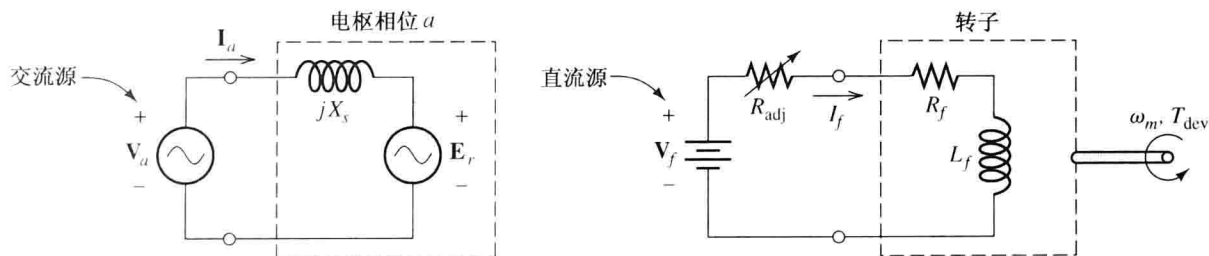 电枢相位 a
I_a
交流源
jX_s
+
V_a
−
+
E_r
−
转子
直流源
R_adj
I_f
R_f
+
V_f
−
L_f
ω_m, T_dev